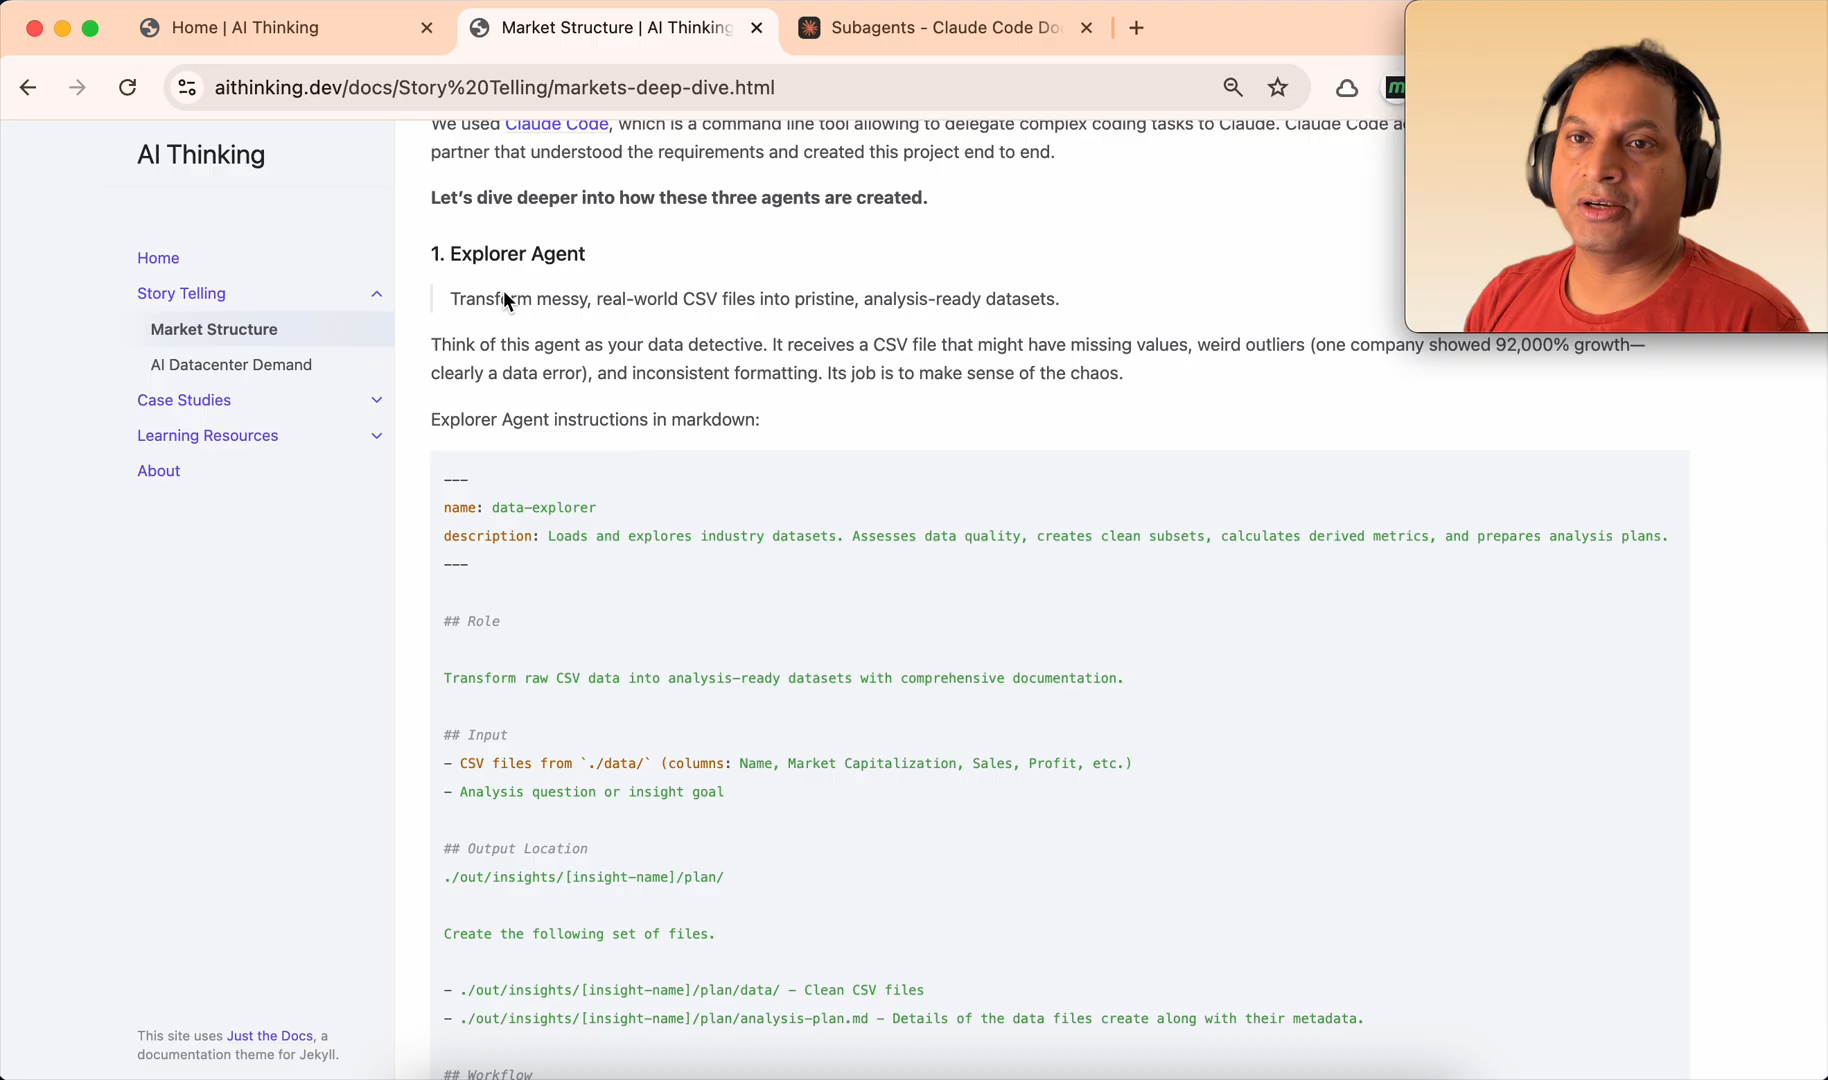 Home | AI Thinking
Market Structure | AI Thinking
Subagents - Claude Code Do
aithinking.dev/docs/Story%20Telling/markets-deep-dive.html
AI Thinking
Home
Story Telling
Market Structure
AI Datacenter Demand
Case Studies
Learning Resources
About
This site uses Just the Docs, a
documentation theme for Jekyll.
We used Claude Code, which is a command line tool allowing to delegate complex coding tasks to Claude. Claude Code
partner that understood the requirements and created this project end to end.
Let's dive deeper into how these three agents are created.
1. Explorer Agent
Transform messy, real-world CSV files into pristine, analysis-ready datasets.
Think of this agent as your data detective. It receives a CSV file that might have missing values, weird outliers (one company showed 92,000% growth—
clearly a data error), and inconsistent formatting. Its job is to make sense of the chaos.
Explorer Agent instructions in markdown:
---
name: data-explorer
description: Loads and explores industry datasets. Assesses data quality, creates clean subsets, calculates derived metrics, and prepares analysis plans.
---
## Role
Transform raw CSV data into analysis-ready datasets with comprehensive documentation.
## Input
- CSV files from `./data/` (columns: Name, Market Capitalization, Sales, Profit, etc.)
- Analysis question or insight goal
## Output Location
./out/insights/[insight-name]/plan/
Create the following set of files.
- ./out/insights/[insight-name]/plan/data/ - Clean CSV files
- ./out/insights/[insight-name]/plan/analysis-plan.md - Details of the data files create along with their metadata.
## Workflow